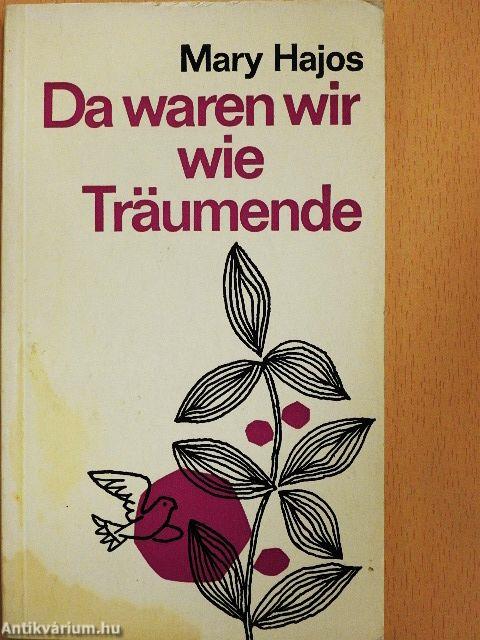 Mary Hajos
Da waren wir
wie
Träumende
Antikvárium.hu